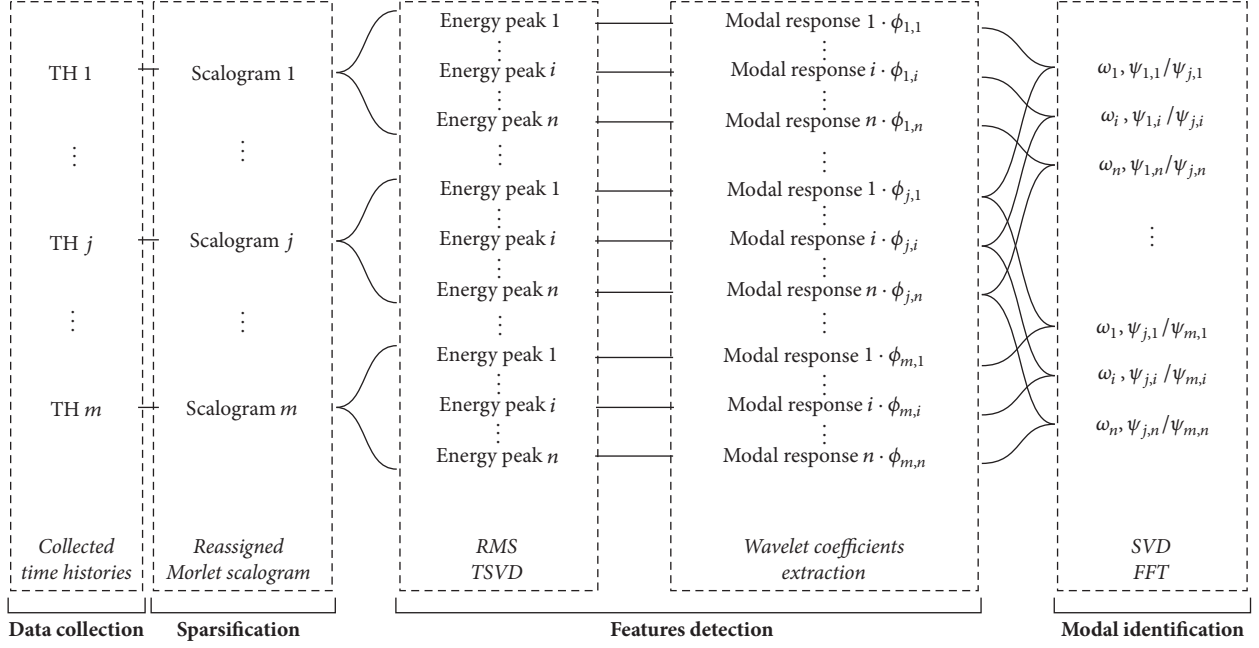 TH 1
⋮
TH j
⋮
TH m
Collected
time histories
Data collection
Scalogram 1
⋮
Scalogram j
⋮
Scalogram m
Reassigned
Morlet scalogram
Sparsification
Energy peak 1
⋮
Energy peak i
⋮
Energy peak n
⋮
Energy peak 1
⋮
Energy peak i
⋮
Energy peak n
⋮
Energy peak 1
⋮
Energy peak i
⋮
Energy peak n
RMS
TSVD
Modal response 1 · ϕ1,1
⋮
Modal response i · ϕ1,i
⋮
Modal response n · ϕ1,n
⋮
Modal response 1 · ϕj,1
⋮
Modal response i · ϕj,i
⋮
Modal response n · ϕj,n
⋮
Modal response 1 · ϕm,1
⋮
Modal response i · ϕm,i
⋮
Modal response n · ϕm,n
Wavelet coefficients
extraction
Features detection
ω1, ψ1,1/ψj,1
ωi, ψ1,i/ψj,i
ωn, ψ1,n/ψj,n
⋮
ω1, ψj,1/ψm,1
ωi, ψj,i/ψm,i
ωn, ψj,n/ψm,n
SVD
FFT
Modal identification